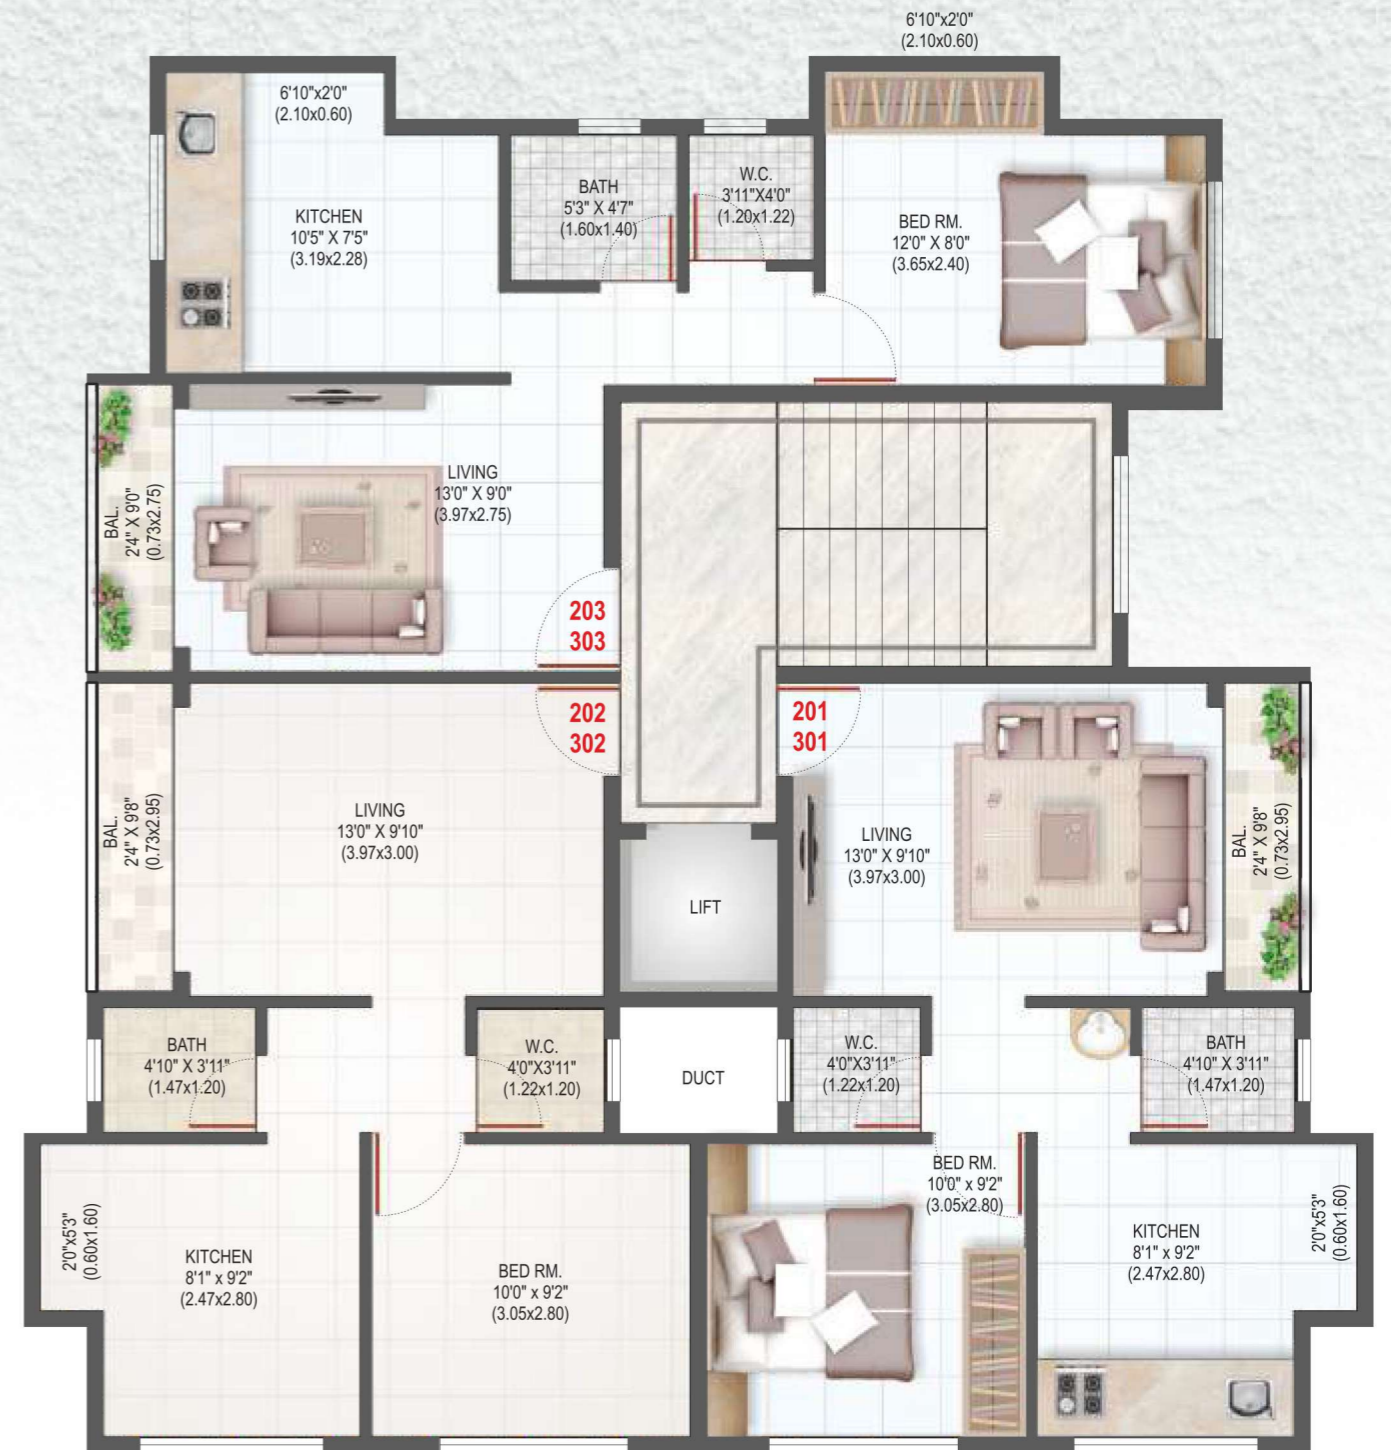 6'10"x2'0"
(2.10x0.60)
6'10"x2'0"
(2.10x0.60)
KITCHEN
10'5" X 7'5"
(3.19x2.28)
BATH
5'3" X 4'7"
(1.60x1.40)
W.C.
3'11"X4'0"
(1.20x1.22)
BED RM.
12'0" X 8'0"
(3.65x2.40)
BAL.
2'4" X 9'0"
(0.73x2.75)
LIVING
13'0" X 9'0"
(3.97x2.75)
203
303
202
302
201
301
BAL.
2'4" X 9'8"
(0.73x2.95)
LIVING
13'0" X 9'10"
(3.97x3.00)
LIFT
LIVING
13'0" X 9'10"
(3.97x3.00)
BAL.
2'4" X 9'8"
(0.73x2.95)
BATH
4'10" X 3'11"
(1.47x1.20)
W.C.
4'0"X3'11"
(1.22x1.20)
DUCT
W.C.
4'0"X3'11"
(1.22x1.20)
BATH
4'10" X 3'11"
(1.47x1.20)
2'0"x5'3"
(0.60x1.60)
KITCHEN
8'1" x 9'2"
(2.47x2.80)
BED RM.
10'0" x 9'2"
(3.05x2.80)
BED RM.
10'0" x 9'2"
(3.05x2.80)
KITCHEN
8'1" x 9'2"
(2.47x2.80)
2'0"x5'3"
(0.60x1.60)